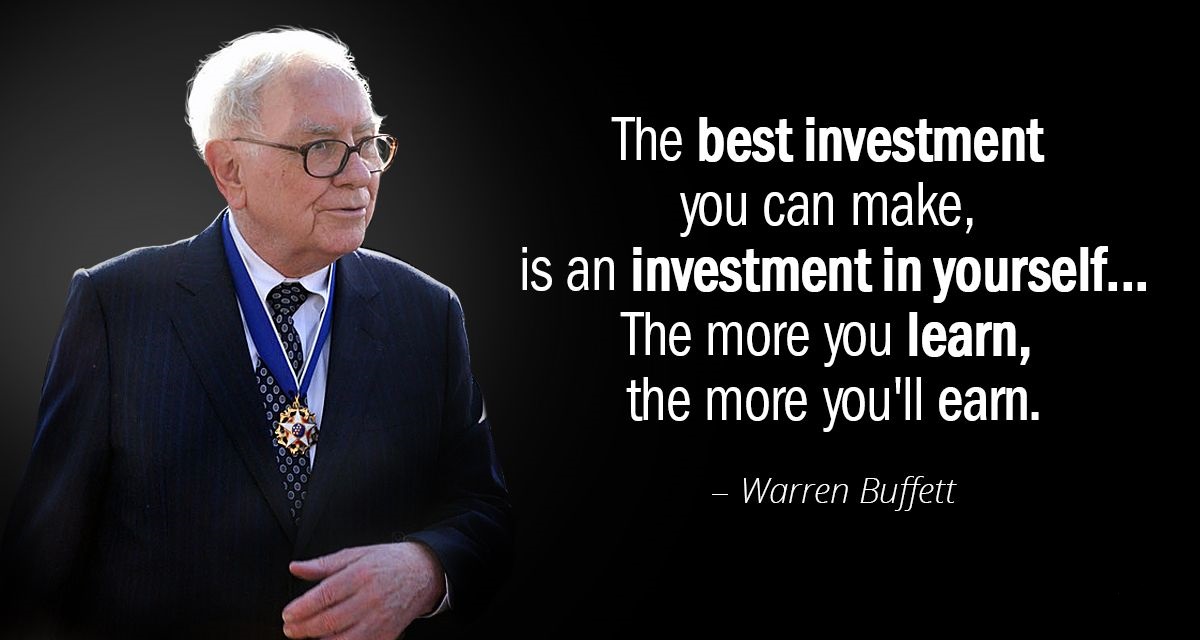 The best investment
you can make,
is an investment in yourself...
The more you learn,
the more you'll earn.
– Warren Buffett